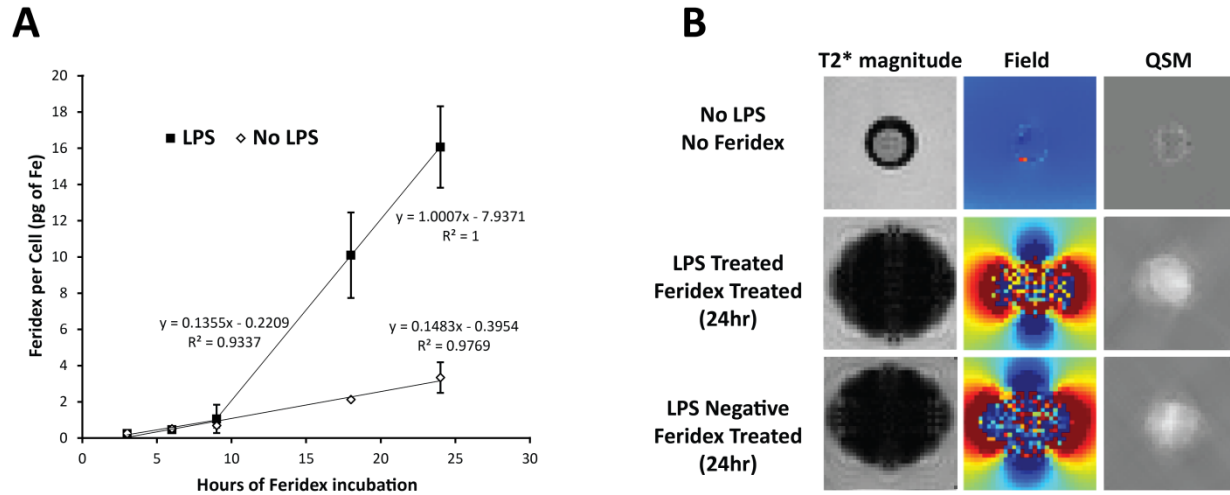 A
Feridex per Cell (pg of Fe)
20
18
16
14
12
10
8
6
4
2
0
LPS
No LPS
y = 1.0007x - 7.9371
R² = 1
y = 0.1355x - 0.2209
R² = 0.9337
y = 0.1483x - 0.3954
R² = 0.9769
0 5 10 15 20 25 30
Hours of Feridex incubation
B
T2* magnitude Field QSM
No LPS
No Feridex
LPS Treated
Feridex Treated
(24hr)
LPS Negative
Feridex Treated
(24hr)